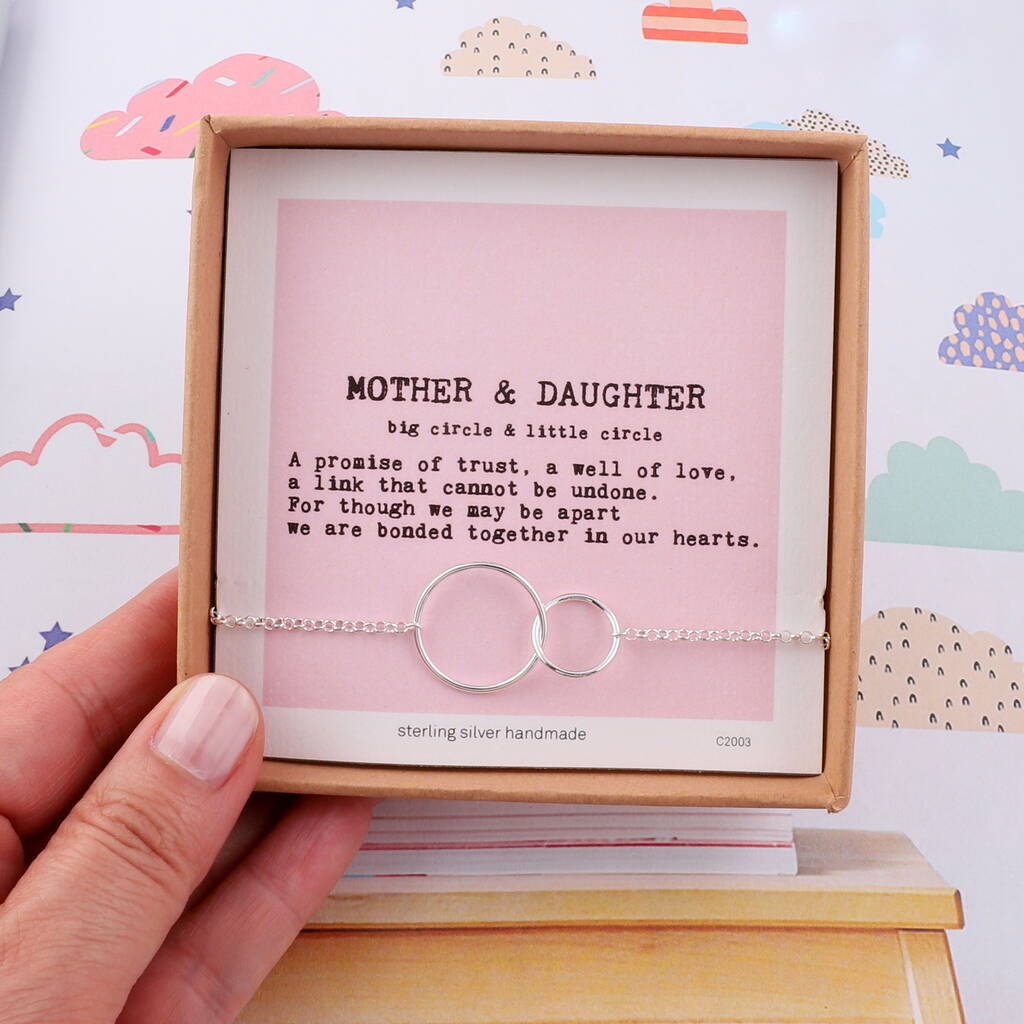 MOTHER & DAUGHTER
big circle & little circle
A promise of trust, a well of love,
a link that cannot be undone.
For though we may be apart
we are bonded together in our hearts.
sterling silver handmade
C2003